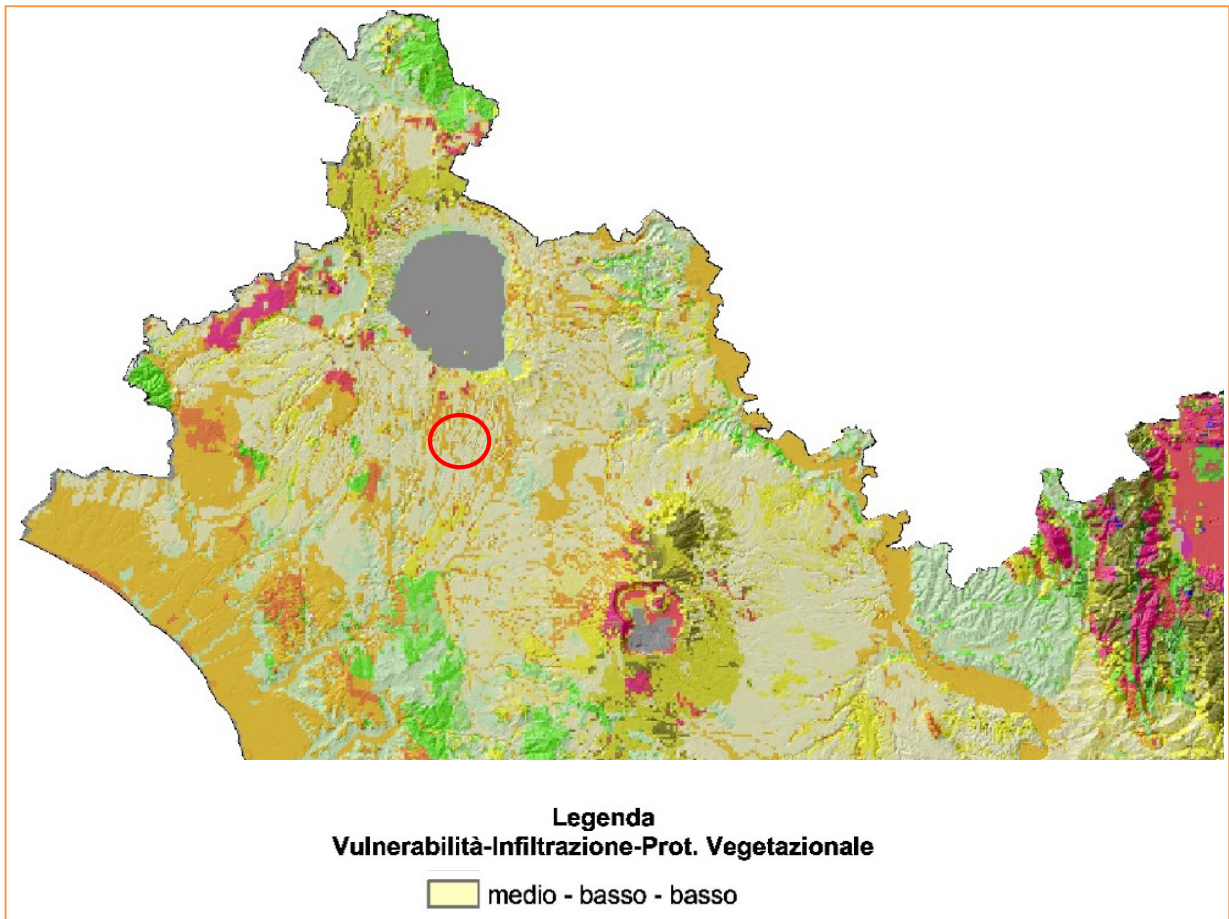 Legenda
Vulnerabilità-Infiltrazione-Prot. Vegetazionale
medio - basso - basso